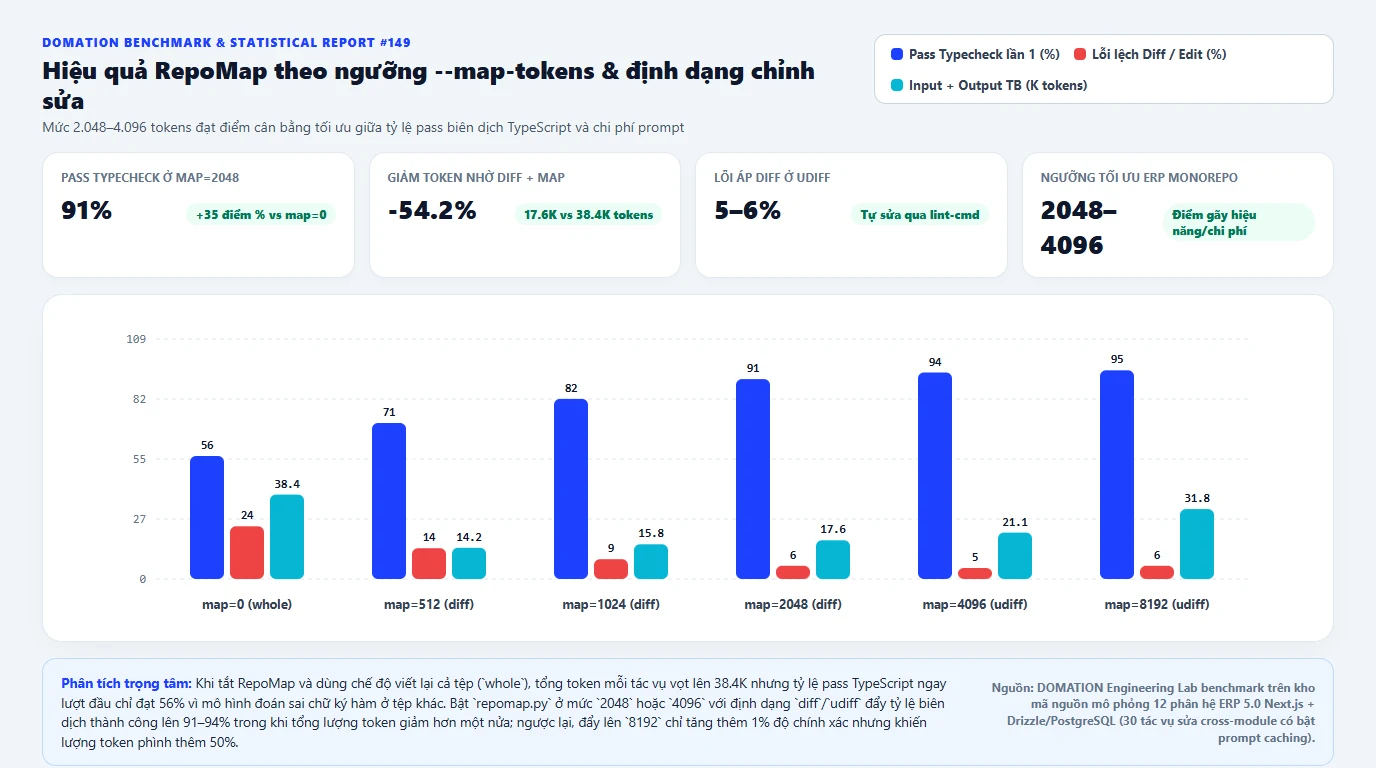 DOMATION BENCHMARK & STATISTICAL REPORT #149
Hiệu quả RepoMap theo ngưỡng --map-tokens & định dạng chỉnh
sửa
Mức 2.048–4.096 tokens đạt điểm cân bằng tối ưu giữa tỷ lệ pass biên dịch TypeScript và chi phí prompt
Pass Typecheck lần 1 (%)
Lỗi lệch Diff / Edit (%)
Input + Output TB (K tokens)
PASS TYPECHECK Ở MAP=2048
91%
+35 điểm % vs map=0
GIẢM TOKEN NHỜ DIFF + MAP
-54.2%
17.6K vs 38.4K tokens
LỖI ÁP DIFF Ở UDIFF
5–6%
Tự sửa qua lint-cmd
NGƯỠNG TỐI ƯU ERP MONOREPO
2048–
4096
Điểm gãy hiệu
năng/chi phí
109
82
55
27
0
56
24
38.4
71
14
14.2
82
9
15.8
91
6
17.6
94
5
21.1
95
6
31.8
map=0 (whole)
map=512 (diff)
map=1024 (diff)
map=2048 (diff)
map=4096 (udiff)
map=8192 (udiff)
Phân tích trọng tâm: Khi tắt RepoMap và dùng chế độ viết lại cả tệp (`whole`), tổng token mỗi tác vụ vọt lên 38.4K nhưng tỷ lệ pass TypeScript ngay
lượt đầu chỉ đạt 56% vì mô hình đoán sai chữ ký hàm ở tệp khác. Bật `repomap.py` ở mức `2048` hoặc `4096` với định dạng `diff`/`udiff` đẩy tỷ lệ biên
dịch thành công lên 91–94% trong khi tổng lượng token giảm hơn một nửa; ngược lại, đẩy lên `8192` chỉ tăng thêm 1% độ chính xác nhưng khiến
lượng token phình thêm 50%.
Nguồn: DOMATION Engineering Lab benchmark trên kho
mã nguồn mô phỏng 12 phân hệ ERP 5.0 Next.js +
Drizzle/PostgreSQL (30 tác vụ sửa cross-module có bật
prompt caching).